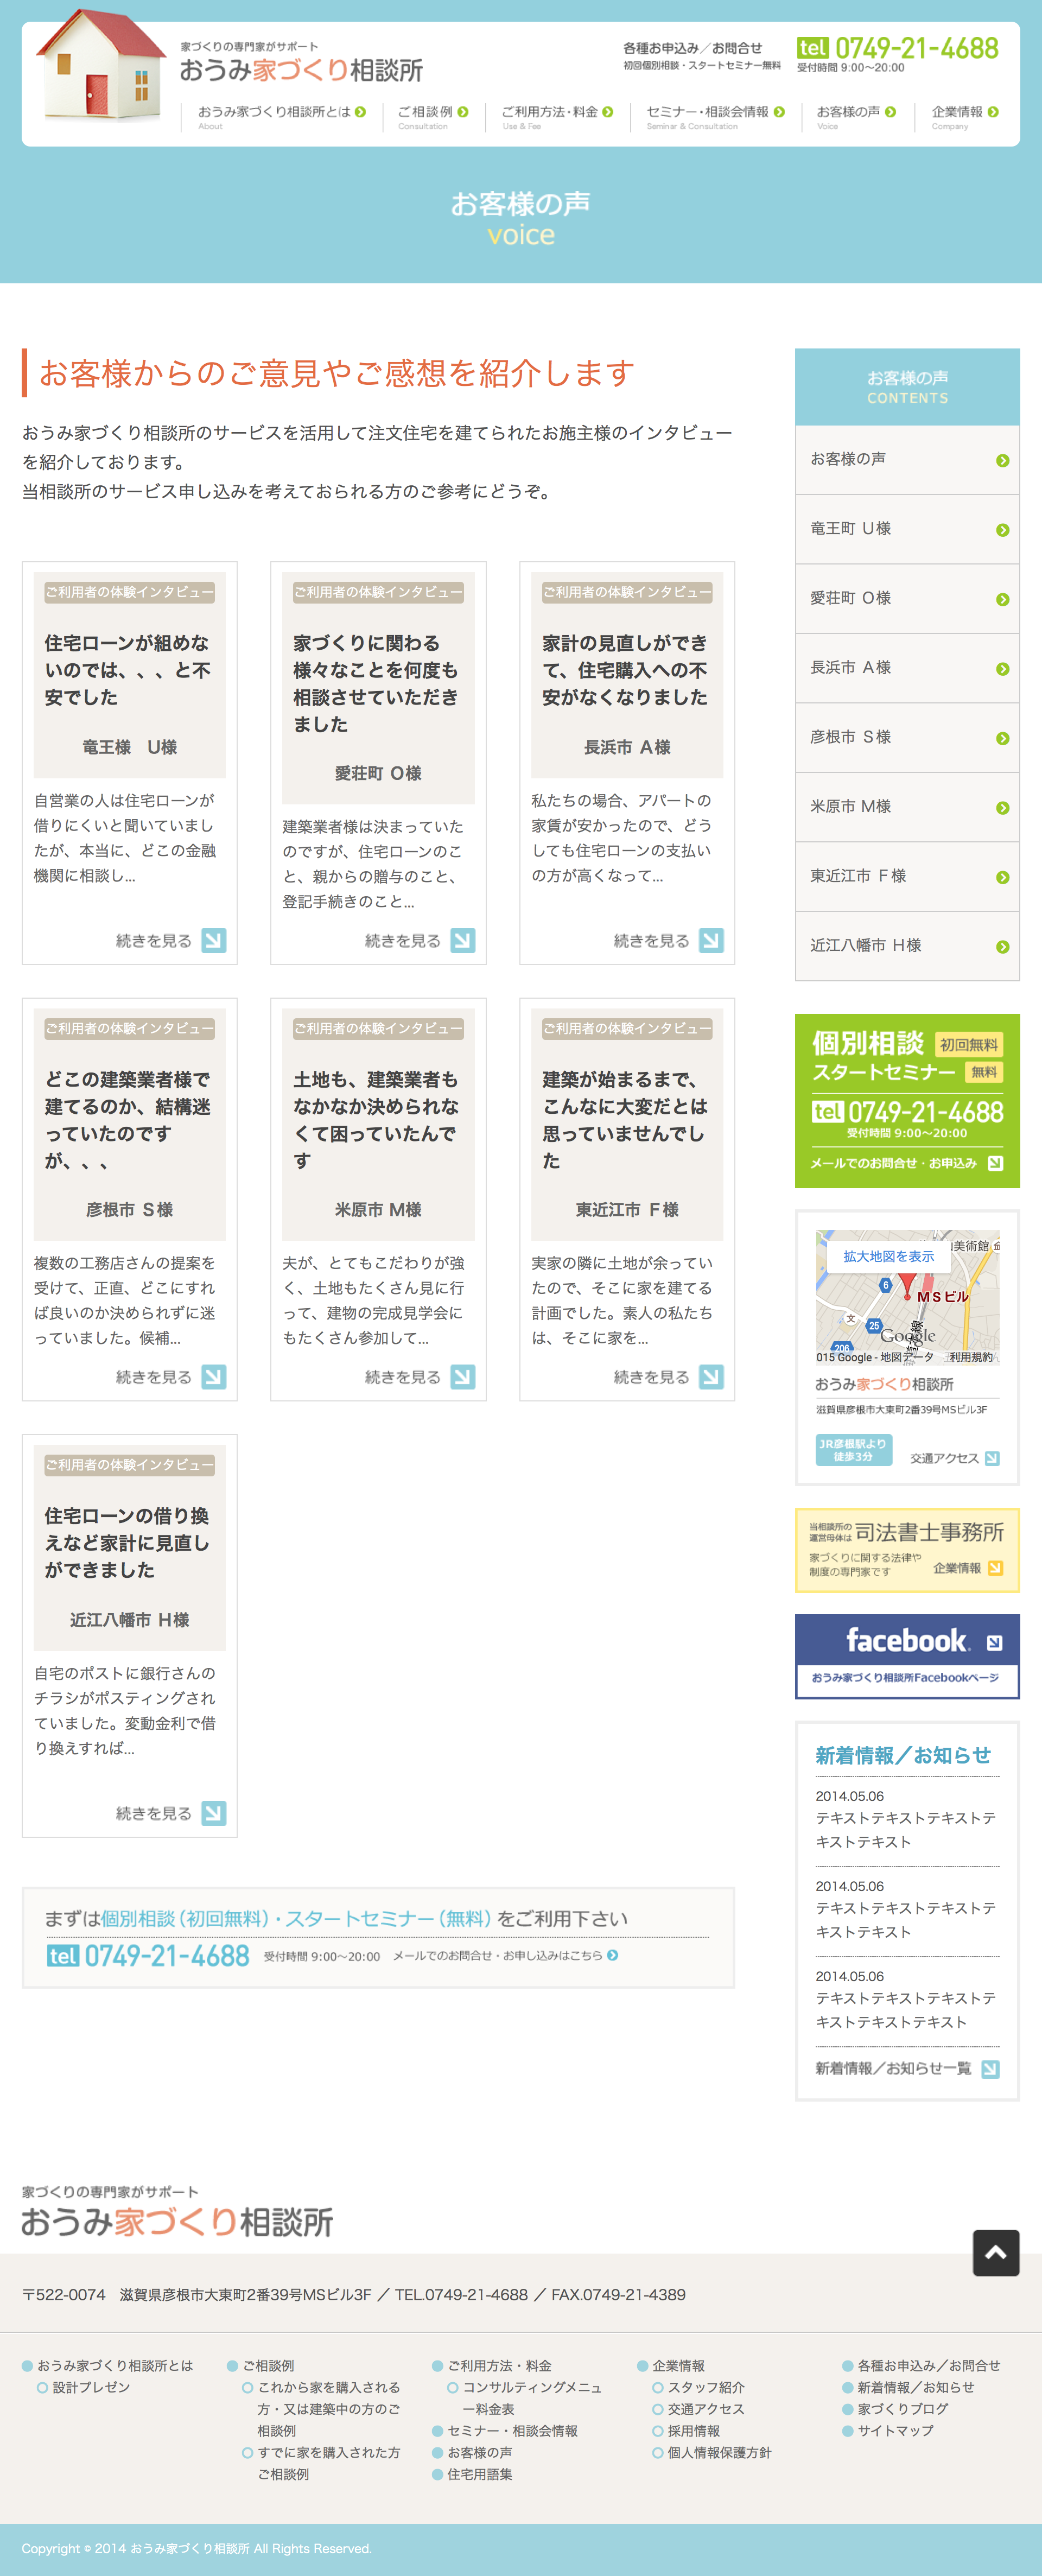 家づくりの専門家がサポート
おうみ家づくり相談所
各種お申込み／お問合せ
初回個別相談・スタートセミナー無料
tel 0749-21-4688
受付時間 9:00〜20:00
おうみ家づくり相談所とは
About
ご相談例
Consultation
ご利用方法・料金
Use & Fee
セミナー・相談会情報
Seminar & Consultation
お客様の声
Voice
企業情報
Company
お客様の声
voice
お客様からのご意見やご感想を紹介します
おうみ家づくり相談所のサービスを活用して注文住宅を建てられたお施主様のインタビュー
を紹介しております。
当相談所のサービス申し込みを考えておられる方のご参考にどうぞ。
ご利用者の体験インタビュー
住宅ローンが組めな
いのでは、、、と不
安でした
竜王様　U様
自営業の人は住宅ローンが
借りにくいと聞いていまし
たが、本当に、どこの金融
機関に相談し...
続きを見る
ご利用者の体験インタビュー
家づくりに関わる
様々なことを何度も
相談させていただき
ました
愛荘町 O様
建築業者様は決まっていた
のですが、住宅ローンのこ
と、親からの贈与のこと、
登記手続きのこと...
続きを見る
ご利用者の体験インタビュー
家計の見直しができ
て、住宅購入への不
安がなくなりました
長浜市 A様
私たちの場合、アパートの
家賃が安かったので、どう
しても住宅ローンの支払い
の方が高くなって...
続きを見る
ご利用者の体験インタビュー
どこの建築業者様で
建てるのか、結構迷
っていたのです
が、、、
彦根市 S様
複数の工務店さんの提案を
受けて、正直、どこにすれ
ば良いのか決められずに迷
っていました。候補...
続きを見る
ご利用者の体験インタビュー
土地も、建築業者も
なかなか決められな
くて困っていたんで
す
米原市 M様
夫が、とてもこだわりが強
く、土地もたくさん見に行
って、建物の完成見学会に
もたくさん参加して...
続きを見る
ご利用者の体験インタビュー
建築が始まるまで、
こんなに大変だとは
思っていませんでし
た
東近江市 F様
実家の隣に土地が余ってい
たので、そこに家を建てる
計画でした。素人の私たち
は、そこに家を...
続きを見る
ご利用者の体験インタビュー
住宅ローンの借り換
えなど家計に見直し
ができました
近江八幡市 H様
自宅のポストに銀行さんの
チラシがポスティングされ
ていました。変動金利で借
り換えすれば...
続きを見る
まずは個別相談（初回無料）・スタートセミナー（無料）をご利用下さい
tel 0749-21-4688 受付時間 9:00〜20:00 メールでのお問合せ・お申し込みはこちら
お客様の声
CONTENTS
お客様の声
竜王町 U様
愛荘町 O様
長浜市 A様
彦根市 S様
米原市 M様
東近江市 F様
近江八幡市 H様
個別相談 初回無料
スタートセミナー 無料
tel 0749-21-4688
受付時間 9:00〜20:00
メールでのお問合せ・お申込み
美術館
拡大地図を表示
6
MSビル
文
25
線
Google
206
015 Google - 地図データ 利用規約
おうみ家づくり相談所
滋賀県彦根市大東町2番39号MSビル3F
JR彦根駅より
徒歩3分
交通アクセス
当相談所の
運営母体は
司法書士事務所
家づくりに関する法律や
制度の専門家です
企業情報
facebook
おうみ家づくり相談所Facebookページ
新着情報／お知らせ
2014.05.06
テキストテキストテキストテ
キストテキスト
2014.05.06
テキストテキストテキストテ
キストテキスト
2014.05.06
テキストテキストテキストテ
キストテキストテキスト
新着情報／お知らせ一覧
家づくりの専門家がサポート
おうみ家づくり相談所
〒522-0074　滋賀県彦根市大東町2番39号MSビル3F ／ TEL.0749-21-4688 ／ FAX.0749-21-4389
おうみ家づくり相談所とは
設計プレゼン
ご相談例
これから家を購入される
方・又は建築中の方のご
相談例
すでに家を購入された方
ご相談例
ご利用方法・料金
コンサルティングメニュ
ー料金表
セミナー・相談会情報
お客様の声
住宅用語集
企業情報
スタッフ紹介
交通アクセス
採用情報
個人情報保護方針
各種お申込み／お問合せ
新着情報／お知らせ
家づくりブログ
サイトマップ
Copyright © 2014 おうみ家づくり相談所 All Rights Reserved.